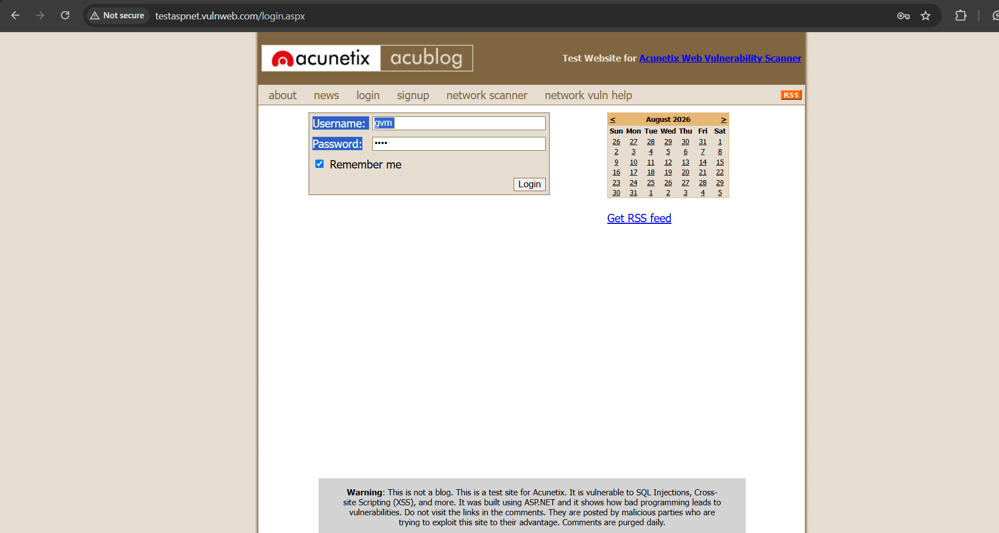 Not secure testaspnet.vulnweb.com/login.aspx
acunetix acublog
Test Website for Acunetix Web Vulnerability Scanner
about news login signup network scanner network vuln help RSS
Username: gvm
Password: ••••
Remember me
Login
< August 2026 >
Sun Mon Tue Wed Thu Fri Sat
26 27 28 29 30 31 1
2 3 4 5 6 7 8
9 10 11 12 13 14 15
16 17 18 19 20 21 22
23 24 25 26 27 28 29
30 31 1 2 3 4 5
Get RSS feed
Warning: This is not a blog. This is a test site for Acunetix. It is vulnerable to SQL Injections, Cross-
site Scripting (XSS), and more. It was built using ASP.NET and it shows how bad programming leads to
vulnerabilities. Do not visit the links in the comments. They are posted by malicious parties who are
trying to exploit this site to their advantage. Comments are purged daily.